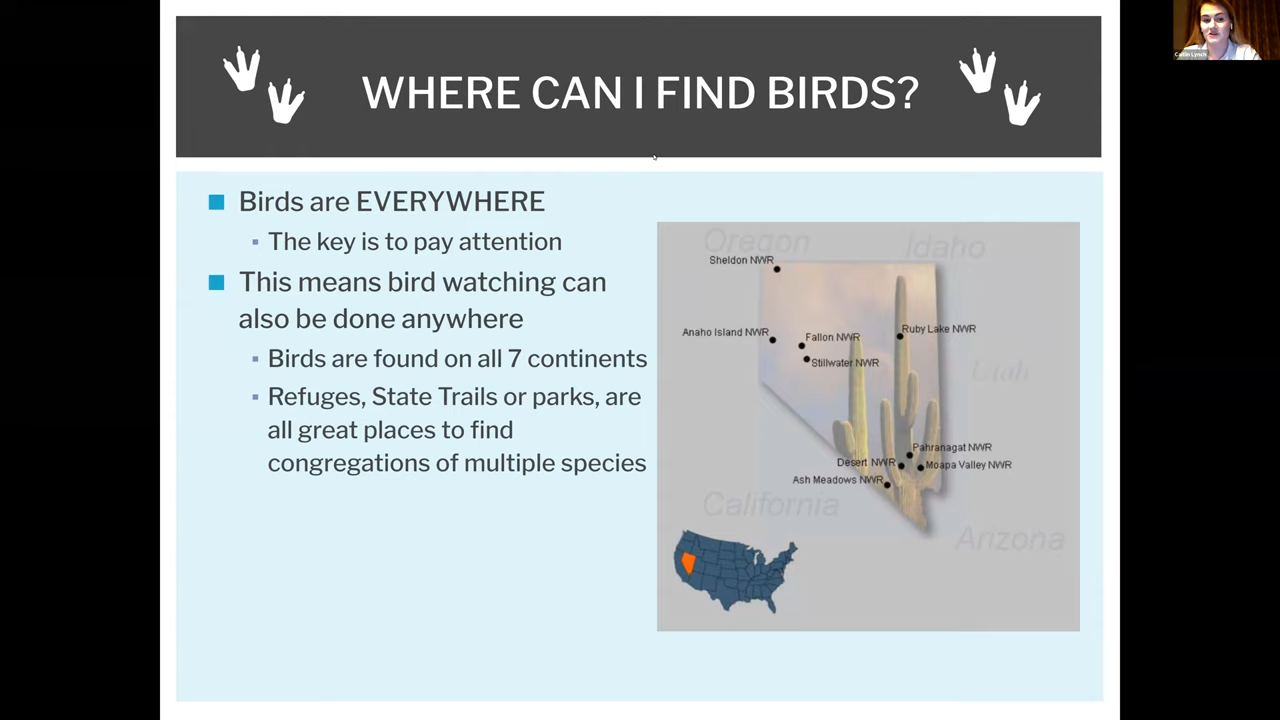 WHERE CAN I FIND BIRDS?
Caitlin Lynch
Birds are EVERYWHERE
The key is to pay attention
This means bird watching can
also be done anywhere
Birds are found on all 7 continents
Refuges, State Trails or parks, are
all great places to find
congregations of multiple species
Oregon
Idaho
Sheldon NWR
Anaho Island NWR
Fallon NWR
Ruby Lake NWR
Stillwater NWR
Utah
Pahranagat NWR
Desert NWR
Moapa Valley NWR
Ash Meadows NWR
California
Arizona